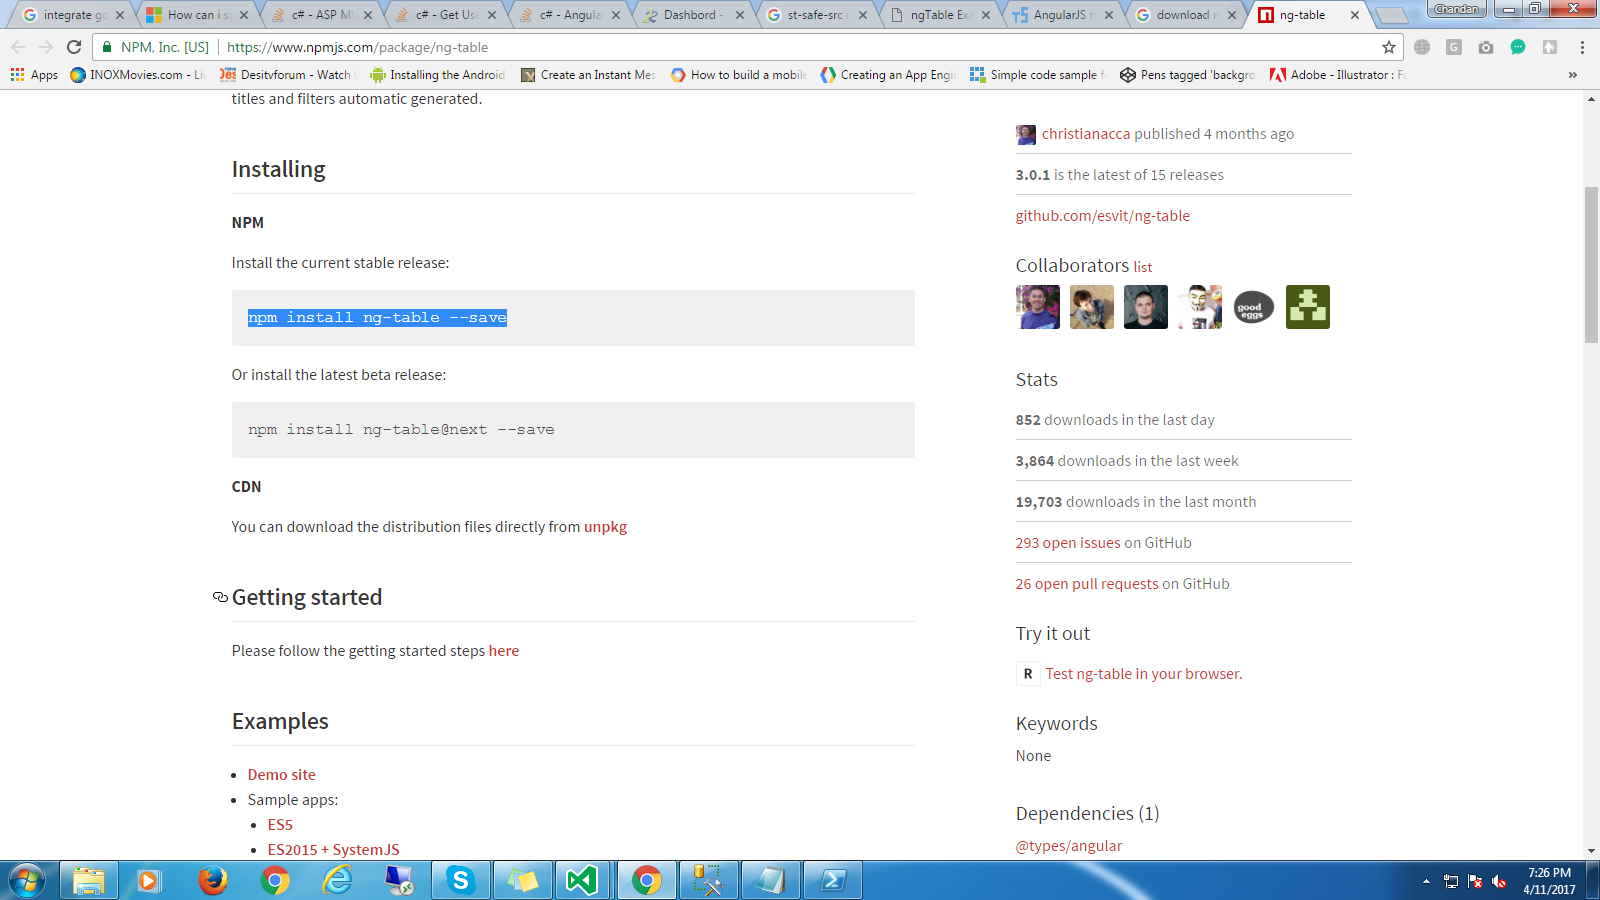 integrate go
How can i s
c# - ASP MV
c# - Get Use
c# - Angula
Dashbord -
st-safe-src n
ngTable Exa
AngularJS n
download n
ng-table
Chandan
NPM, Inc. [US]
https://www.npmjs.com/package/ng-table
Apps
INOXMovies.com - Liv
Desitvforum - Watch
Installing the Android
Create an Instant Mes
How to build a mobile
Creating an App Engi
Simple code sample f
Pens tagged 'backgro
Adobe - Illustrator : Fo
titles and filters automatic generated.
Installing
NPM
Install the current stable release:
npm install ng-table --save
Or install the latest beta release:
npm install ng-table@next --save
CDN
You can download the distribution files directly from unpkg
Getting started
Please follow the getting started steps here
Examples
Demo site
Sample apps:
ES5
ES2015 + SystemJS
christianacca published 4 months ago
3.0.1 is the latest of 15 releases
github.com/esvit/ng-table
Collaborators list
good
eggs
Stats
852 downloads in the last day
3,864 downloads in the last week
19,703 downloads in the last month
293 open issues on GitHub
26 open pull requests on GitHub
Try it out
R Test ng-table in your browser.
Keywords
None
Dependencies (1)
@types/angular
7:26 PM
4/11/2017